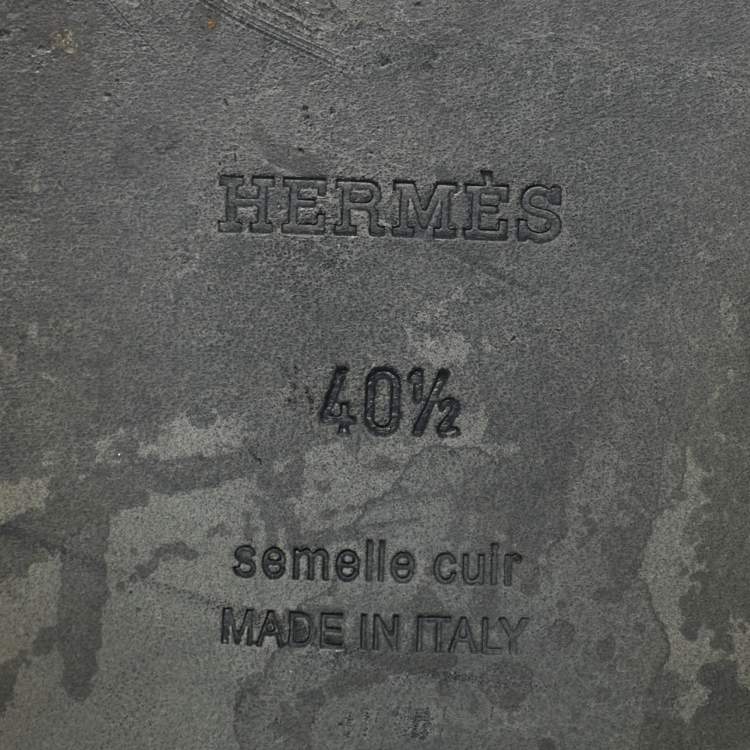 HERMÈS
40½
semelle cuir
MADE IN ITALY